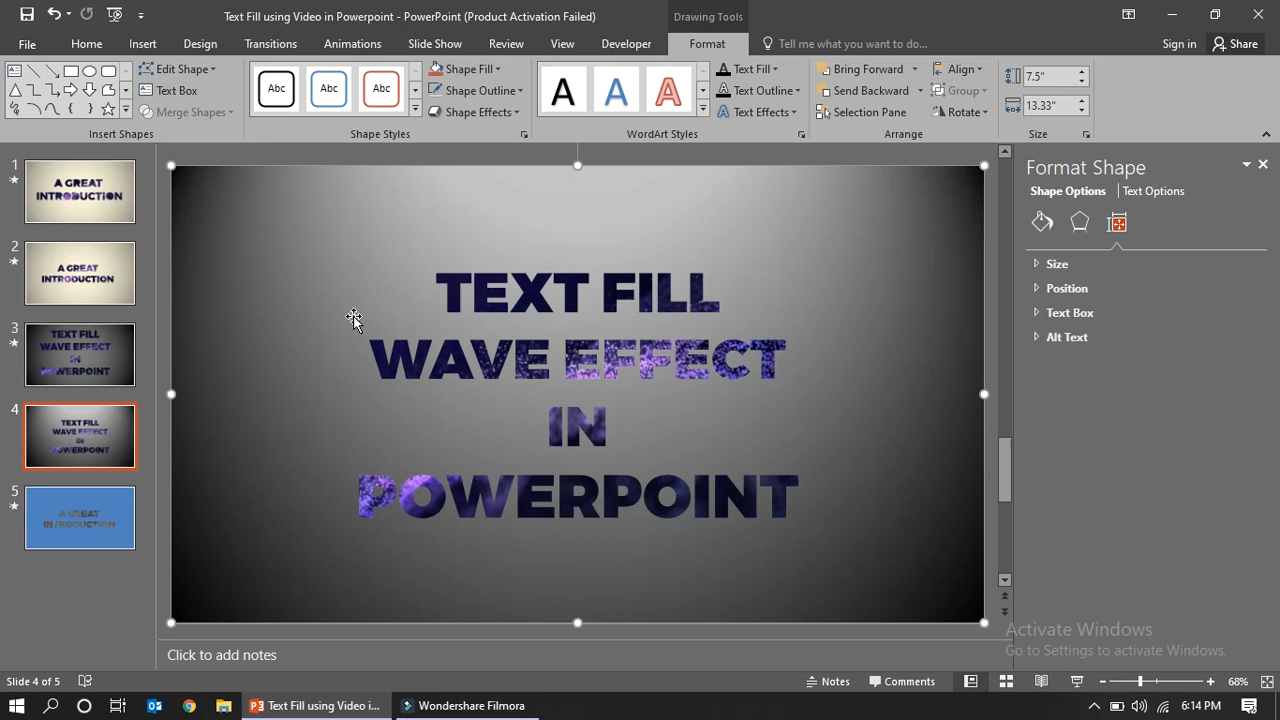 Text Fill using Video in Powerpoint - PowerPoint (Product Activation Failed)
Drawing Tools
File Home Insert Design Transitions Animations Slide Show Review View Developer Format Tell me what you want to do... Sign in Share
Edit Shape
Text Box
Merge Shapes
Insert Shapes
Abc Abc Abc
Shape Fill
Shape Outline
Shape Effects
Shape Styles
A A A
Text Fill
Text Outline
Text Effects
WordArt Styles
Bring Forward
Send Backward
Selection Pane
Align
Group
Rotate
Arrange
7.5"
13.33"
Size
1
A GREAT
INTRODUCTION
2
A GREAT
INTRODUCTION
3
TEXT FILL
WAVE EFFECT
IN
POWERPOINT
4
TEXT FILL
WAVE EFFECT
IN
POWERPOINT
5
A GREAT
INTRODUCTION
TEXT FILL
WAVE EFFECT
IN
POWERPOINT
Format Shape
Shape Options Text Options
Size
Position
Text Box
Alt Text
Click to add notes
Activate Windows
Go to Settings to activate Windows.
Slide 4 of 5
Notes Comments 68%
Text Fill using Video i... Wondershare Filmora 6:14 PM